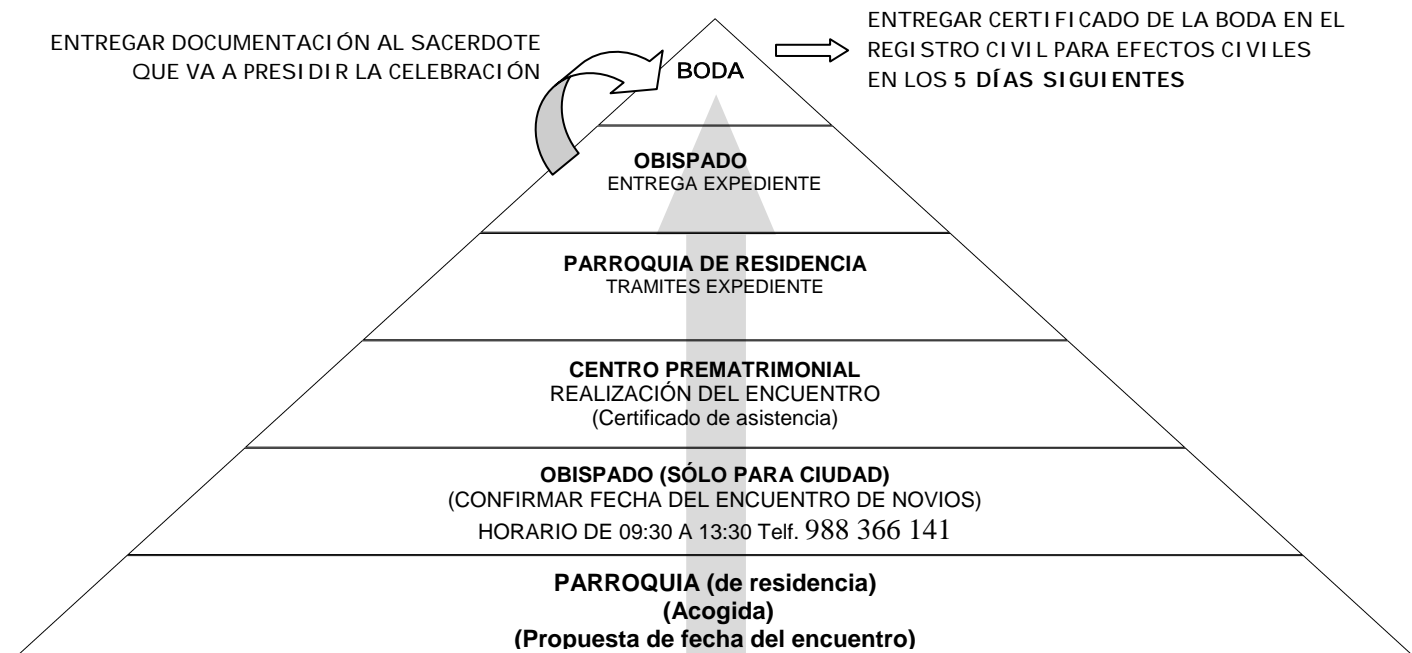 ENTREGAR DOCUMENTACIÓN AL SACERDOTE
QUE VA A PRESIDIR LA CELEBRACIÓN
BODA
ENTREGAR CERTIFICADO DE LA BODA EN EL
REGISTRO CIVIL PARA EFECTOS CIVILES
EN LOS 5 DÍAS SIGUIENTES
OBISPADO
ENTREGA EXPEDIENTE
PARROQUIA DE RESIDENCIA
TRAMITES EXPEDIENTE
CENTRO PREMATRIMONIAL
REALIZACIÓN DEL ENCUENTRO
(Certificado de asistencia)
OBISPADO (SÓLO PARA CIUDAD)
(CONFIRMAR FECHA DEL ENCUENTRO DE NOVIOS)
HORARIO DE 09:30 A 13:30 Telf. 988 366 141
PARROQUIA (de residencia)
(Acogida)
(Propuesta de fecha del encuentro)